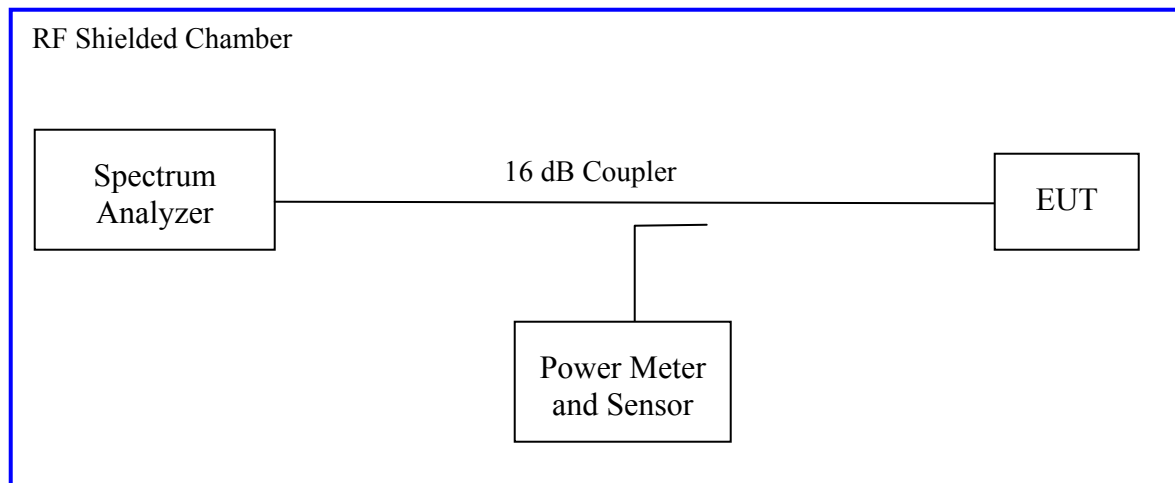 RF Shielded Chamber
Spectrum
Analyzer
16 dB Coupler
EUT
Power Meter
and Sensor